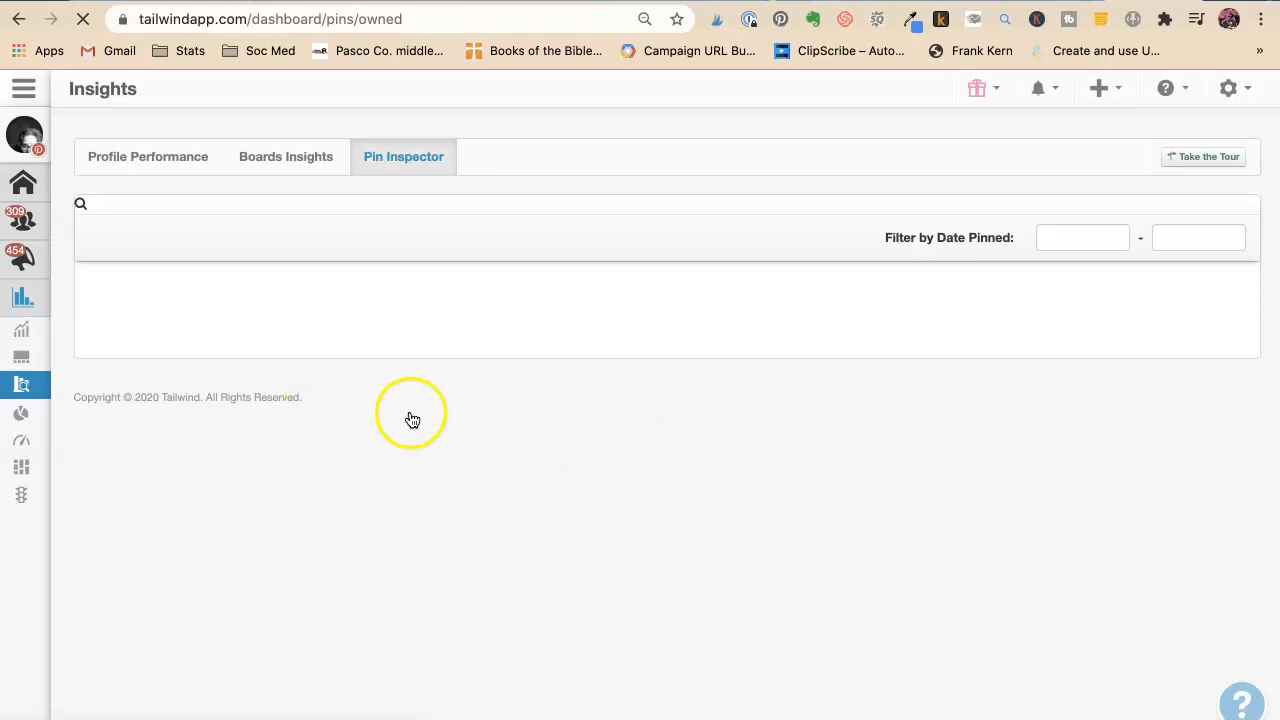 tailwindapp.com/dashboard/pins/owned
Apps
Gmail
Stats
Soc Med
Pasco Co. middle...
Books of the Bible...
Campaign URL Bu...
ClipScribe – Auto...
Frank Kern
Create and use U...
»
Insights
309
454
Profile Performance
Boards Insights
Pin Inspector
Take the Tour
Filter by Date Pinned:
-
Copyright © 2020 Tailwind. All Rights Reserved.
?